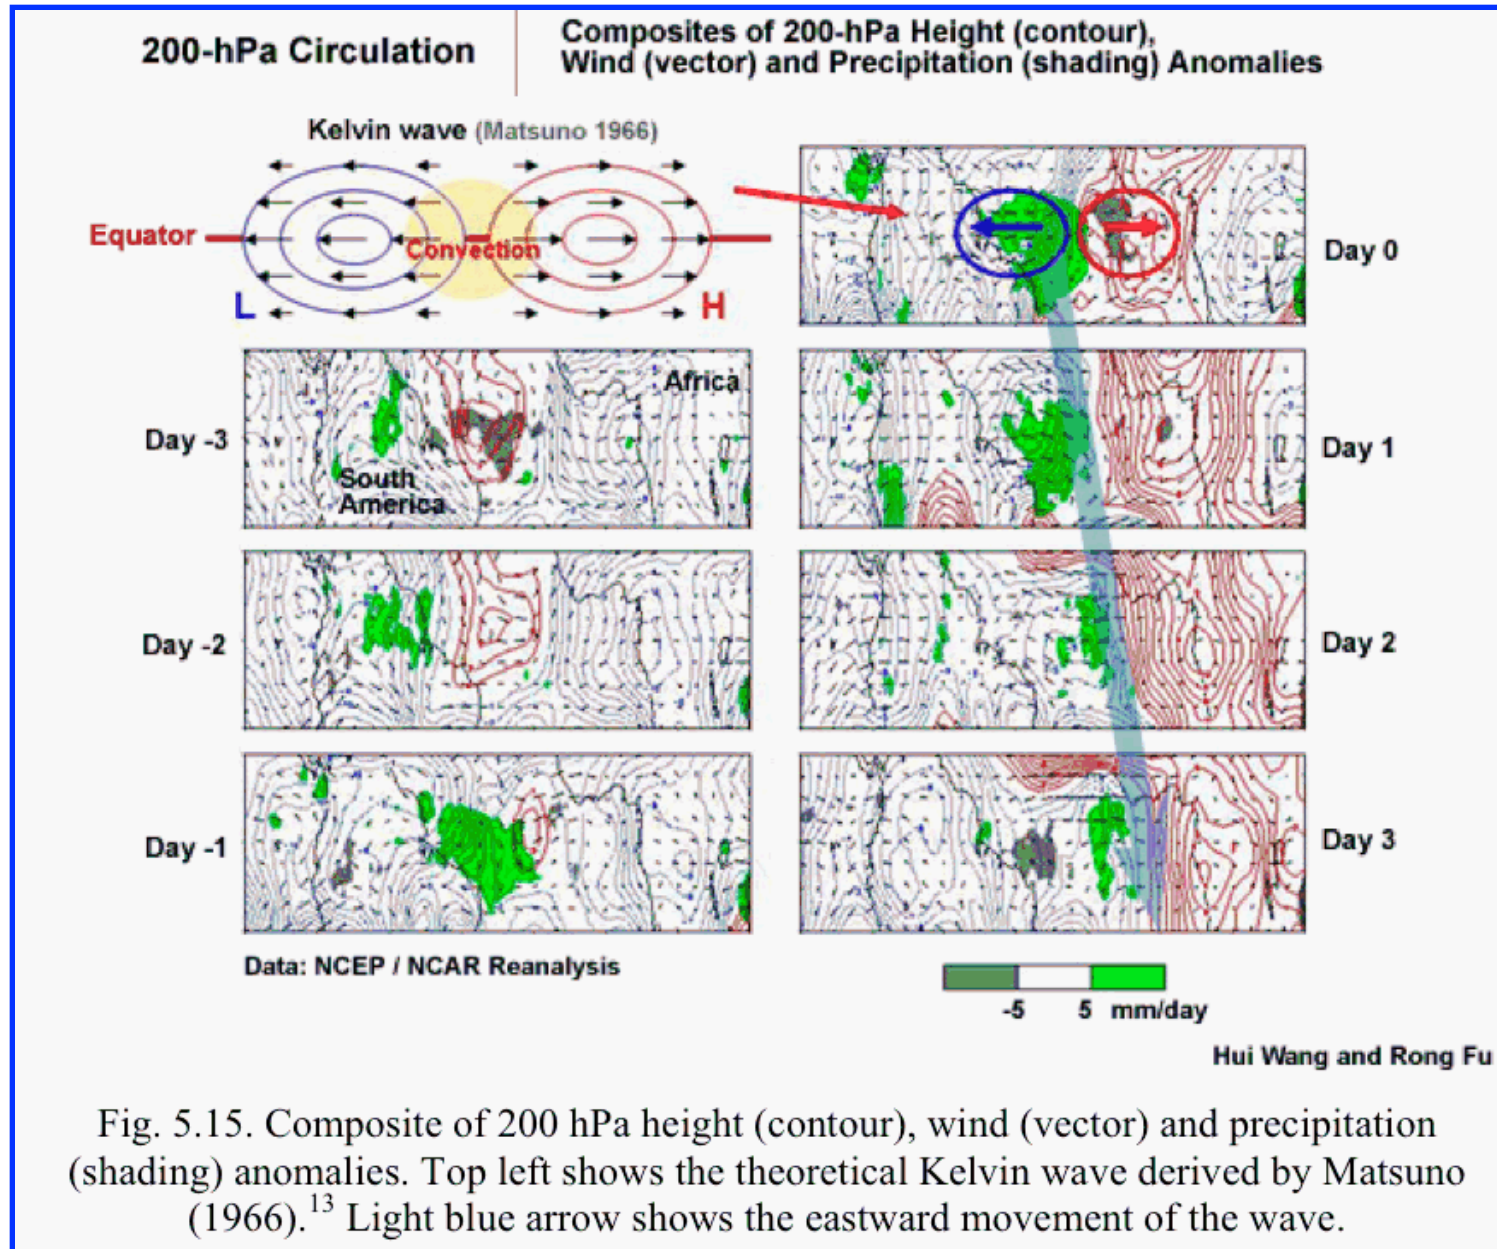 200-hPa Circulation
Composites of 200-hPa Height (contour),
Wind (vector) and Precipitation (shading) Anomalies
Kelvin wave (Matsuno 1966)
Equator
Convection
L
H
Day 0
Day -3
South
America
Africa
Day 1
Day -2
Day 2
Day -1
Day 3
Data: NCEP / NCAR Reanalysis
-5 5 mm/day
Hui Wang and Rong Fu
Fig. 5.15. Composite of 200 hPa height (contour), wind (vector) and precipitation
(shading) anomalies. Top left shows the theoretical Kelvin wave derived by Matsuno
(1966).13 Light blue arrow shows the eastward movement of the wave.